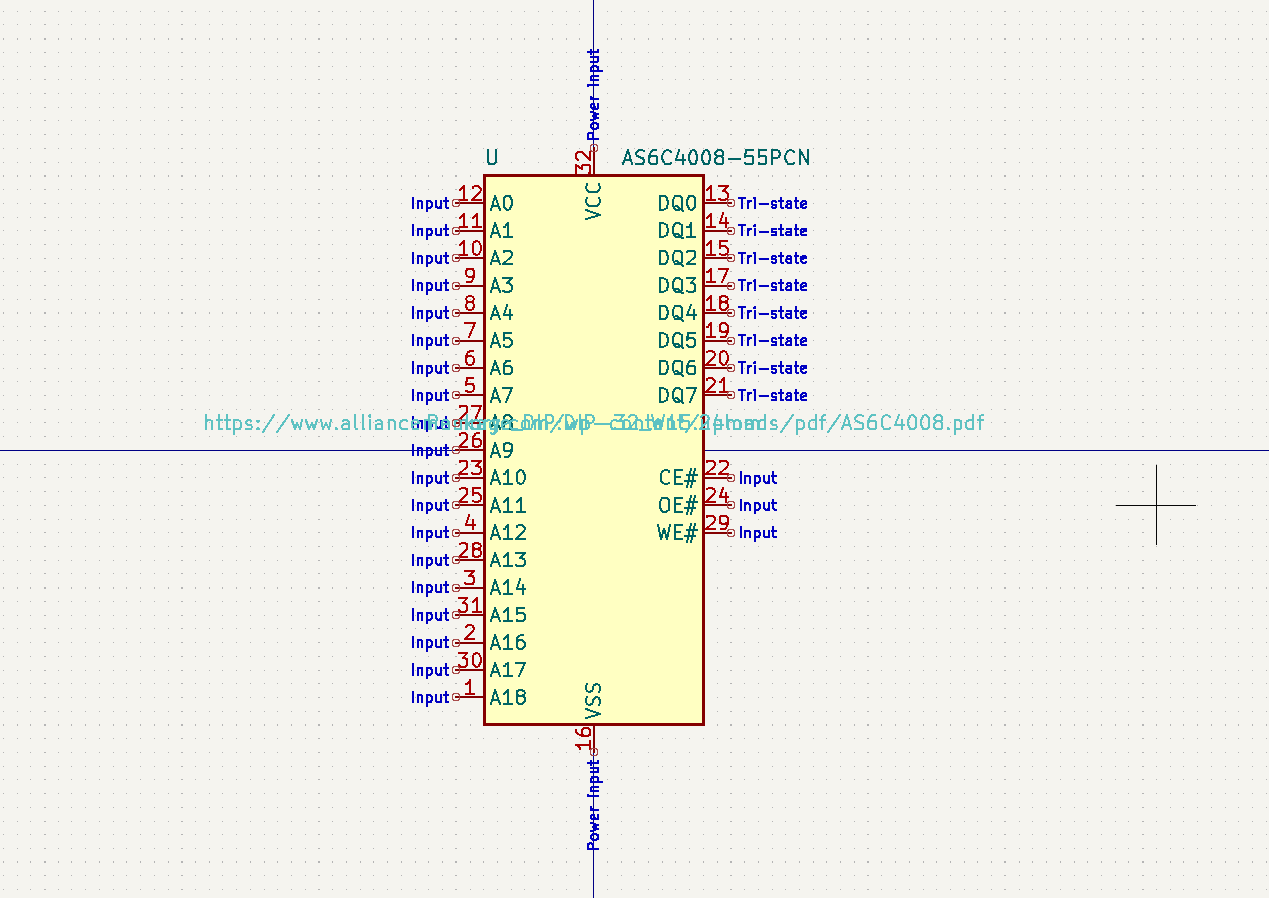 Power Input
U 32 AS6C4008-55PCN
VCC
Input 12 A0 DQ0 13 Tri-state
Input 11 A1 DQ1 14 Tri-state
Input 10 A2 DQ2 15 Tri-state
Input 9 A3 DQ3 17 Tri-state
Input 8 A4 DQ4 18 Tri-state
Input 7 A5 DQ5 19 Tri-state
Input 6 A6 DQ6 20 Tri-state
Input 5 A7 DQ7 21 Tri-state
Input 27 A8
https://www.alliance
Package_DIP:DIP-32_W15.24mm
/wp-content/uploads/pdf/AS6C4008.pdf
Input 26 A9
Input 23 A10 CE# 22 Input
Input 25 A11 OE# 24 Input
Input 4 A12 WE# 29 Input
Input 28 A13
Input 3 A14
Input 31 A15
Input 2 A16
Input 30 A17
Input 1 A18
VSS
16
Power Input